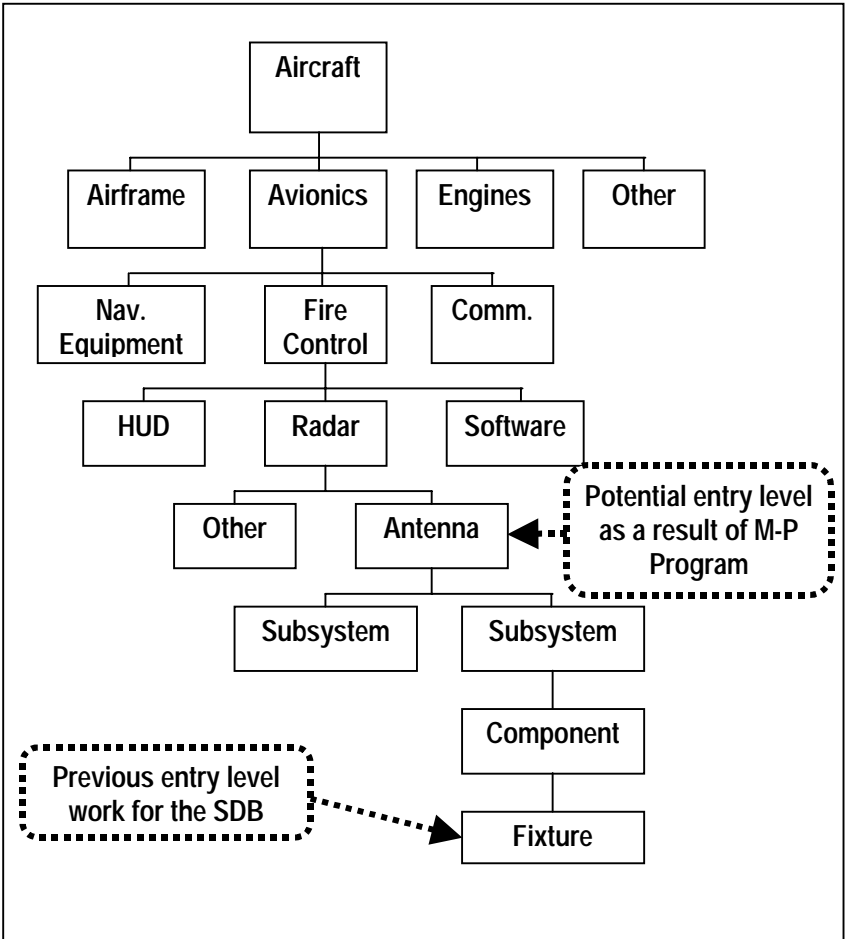 Aircraft
Airframe
Avionics
Engines
Other
Nav.
Equipment
Fire
Control
Comm.
HUD
Radar
Software
Potential entry level
as a result of M-P
Program
Other
Antenna
Subsystem
Subsystem
Component
Previous entry level
work for the SDB
Fixture